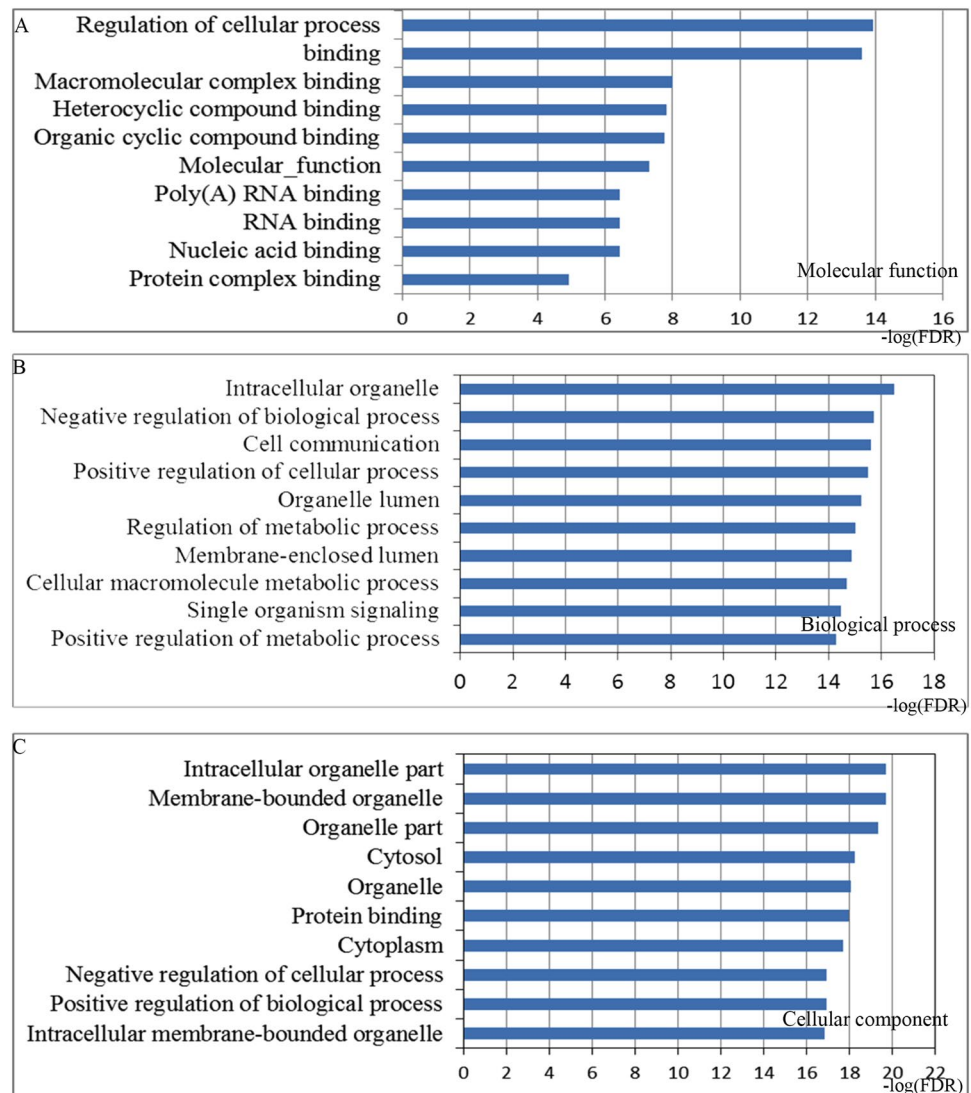 A
Regulation of cellular process
binding
Macromolecular complex binding
Heterocyclic compound binding
Organic cyclic compound binding
Molecular_function
Poly(A) RNA binding
RNA binding
Nucleic acid binding
Protein complex binding
Molecular function
0 2 4 6 8 10 12 14 16
-log(FDR)
B
Intracellular organelle
Negative regulation of biological process
Cell communication
Positive regulation of cellular process
Organelle lumen
Regulation of metabolic process
Membrane-enclosed lumen
Cellular macromolecule metabolic process
Single organism signaling
Biological process
Positive regulation of metabolic process
0 2 4 6 8 10 12 14 16 18
-log(FDR)
C
Intracellular organelle part
Membrane-bounded organelle
Organelle part
Cytosol
Organelle
Protein binding
Cytoplasm
Negative regulation of cellular process
Positive regulation of biological process
Cellular component
Intracellular membrane-bounded organelle
0 2 4 6 8 10 12 14 16 18 20 22
-log(FDR)